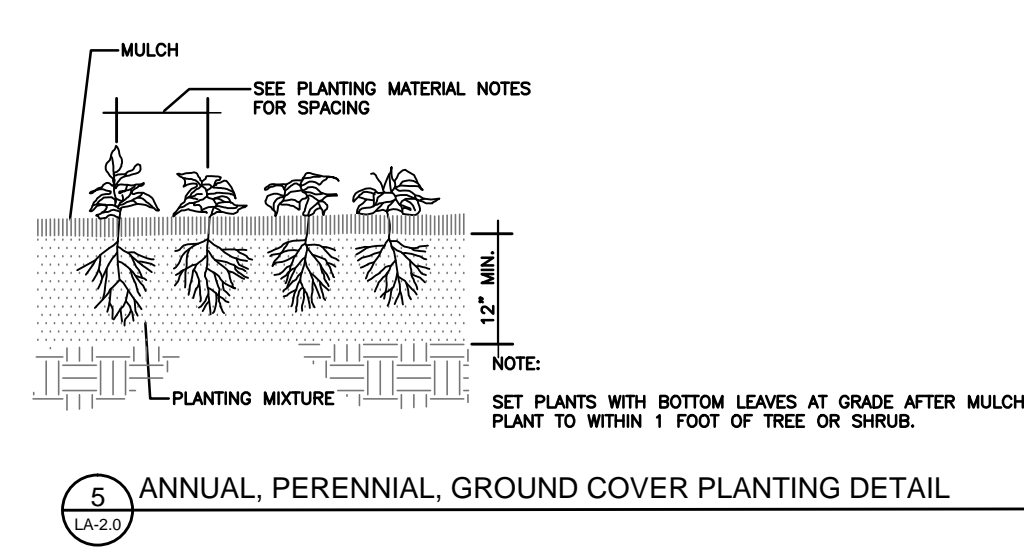 MULCH
SEE PLANTING MATERIAL NOTES
FOR SPACING
12" MIN.
NOTE:
PLANTING MIXTURE
SET PLANTS WITH BOTTOM LEAVES AT GRADE AFTER MULCH
PLANT TO WITHIN 1 FOOT OF TREE OR SHRUB.
5
LA-2.0
ANNUAL, PERENNIAL, GROUND COVER PLANTING DETAIL